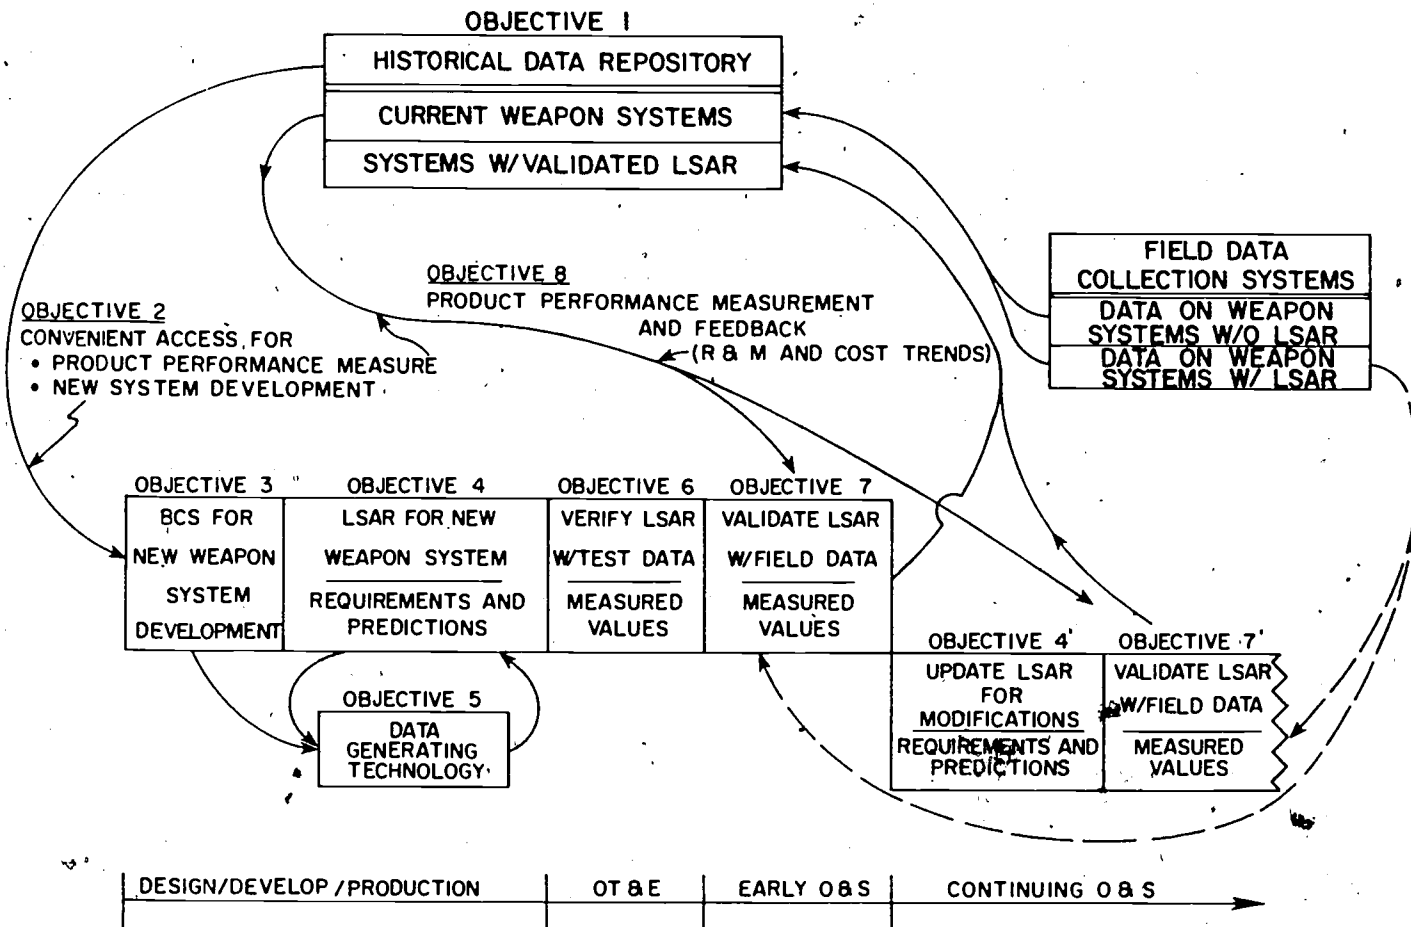 OBJECTIVE 1
HISTORICAL DATA REPOSITORY
CURRENT WEAPON SYSTEMS
SYSTEMS W/VALIDATED LSAR
FIELD DATA
COLLECTION SYSTEMS
DATA ON WEAPON
SYSTEMS W/O LSAR
DATA ON WEAPON
SYSTEMS W/ LSAR
OBJECTIVE 8
PRODUCT PERFORMANCE MEASUREMENT
AND FEEDBACK
(R & M AND COST TRENDS)
OBJECTIVE 2
CONVENIENT ACCESS FOR
• PRODUCT PERFORMANCE MEASURE
• NEW SYSTEM DEVELOPMENT
OBJECTIVE 3
BCS FOR
NEW WEAPON
SYSTEM
DEVELOPMENT
OBJECTIVE 4
LSAR FOR NEW
WEAPON SYSTEM
REQUIREMENTS AND
PREDICTIONS
OBJECTIVE 6
VERIFY LSAR
W/TEST DATA
MEASURED
VALUES
OBJECTIVE 7
VALIDATE LSAR
W/FIELD DATA
MEASURED
VALUES
OBJECTIVE 4'
UPDATE LSAR
FOR
MODIFICATIONS
REQUIREMENTS AND
PREDICTIONS
OBJECTIVE 7'
VALIDATE LSAR
W/FIELD DATA
MEASURED
VALUES
OBJECTIVE 5
DATA
GENERATING
TECHNOLOGY
DESIGN/DEVELOP/PRODUCTION
OT & E
EARLY O & S
CONTINUING O & S